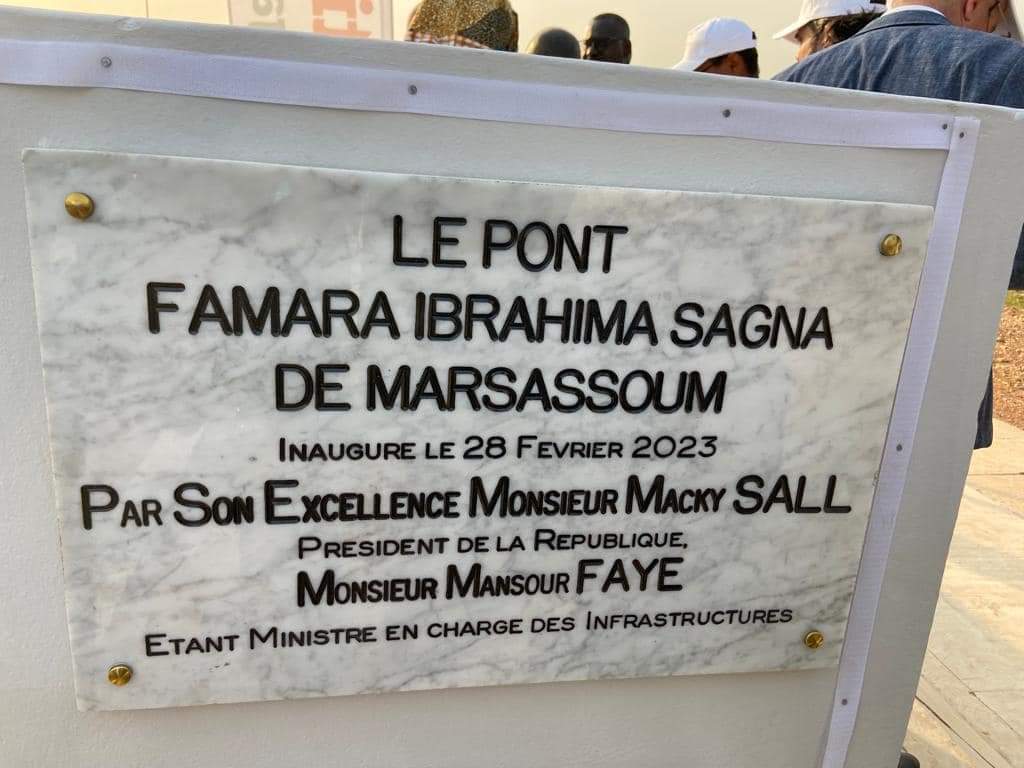 LE PONT
FAMARA IBRAHIMA SAGNA
DE MARSASSOUM
INAUGURE LE 28 FEVRIER 2023
PAR SON EXCELLENCE MONSIEUR MACKY SALL
PRESIDENT DE LA REPUBLIQUE,
MONSIEUR MANSOUR FAYE
ETANT MINISTRE EN CHARGE DES INFRASTRUCTURES